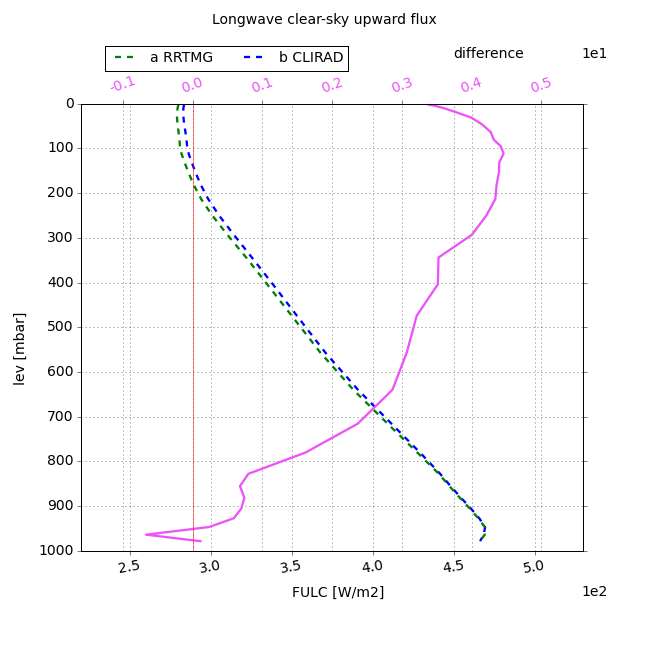 Longwave clear-sky upward flux
a RRTMG b CLIRAD
difference 1e1
-0.1 0.0 0.1 0.2 0.3 0.4 0.5
0
100
200
300
400
500
600
700
800
900
1000
lev [mbar]
2.5 3.0 3.5 4.0 4.5 5.0
FULC [W/m2] 1e2